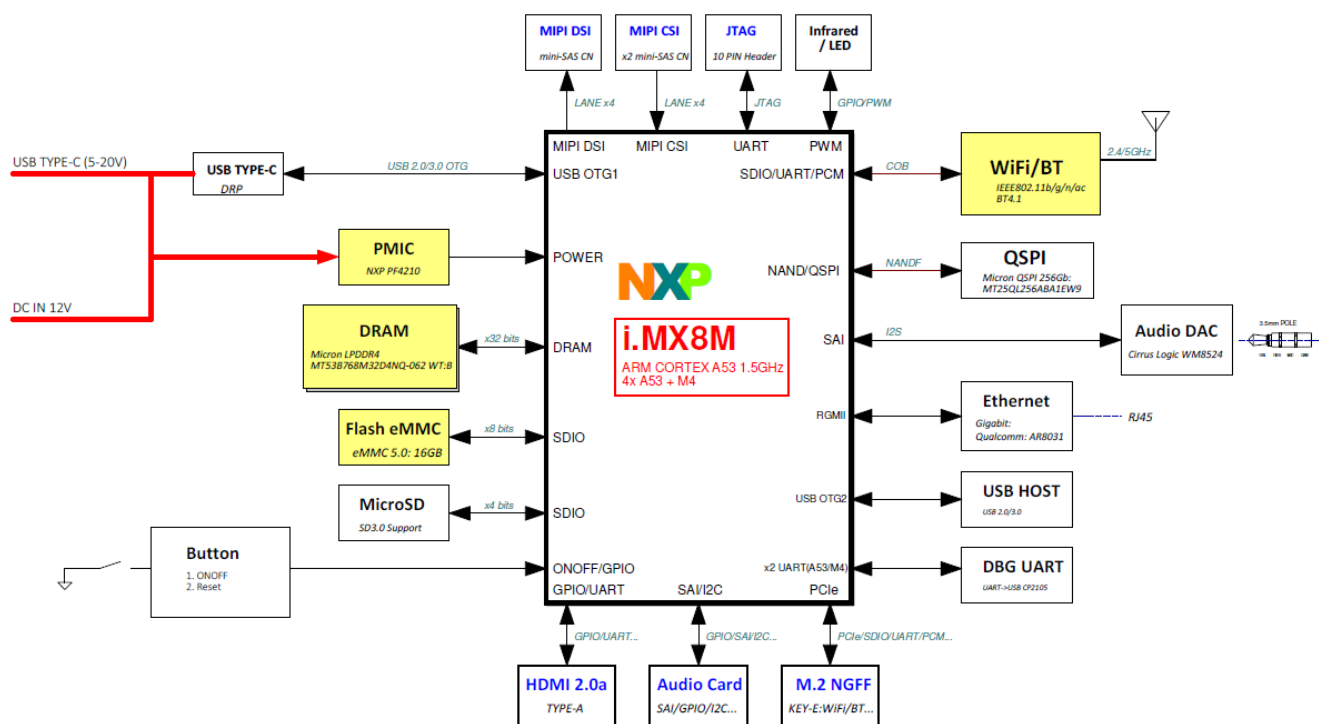 MIPI DSI
mini-SAS CN
MIPI CSI
x2 mini-SAS CN
JTAG
10 PIN Header
Infrared
/ LED
LANE x4
LANE x4
JTAG
GPIO/PWM
USB TYPE-C (5-20V)
DC IN 12V
USB TYPE-C
DRP
USB 2.0/3.0 OTG
PMIC
NXP PF4210
DRAM
Micron LPDDR4
MT53B768M32D4NQ-062 WT:B
x32 bits
Flash eMMC
eMMC 5.0: 16GB
x8 bits
MicroSD
SD3.0 Support
x4 bits
Button
1. ONOFF
2. Reset
MIPI DSI
MIPI CSI
UART
PWM
USB OTG1
SDIO/UART/PCM
POWER
NAND/QSPI
NXP
i.MX8M
ARM CORTEX A53 1.5GHz
4x A53 + M4
DRAM
SAI
RGMII
SDIO
USB OTG2
SDIO
ONOFF/GPIO
x2 UART(A53/M4)
GPIO/UART
SAI/I2C
PCIe
COB
WiFi/BT
IEEE802.11b/g/n/ac
BT4.1
2.4/5GHz
NANDF
QSPI
Micron QSPI 256Gb:
MT25QL256ABA1EW9
I2S
Audio DAC
Cirrus Logic WM8524
3.5mm POLE
Ethernet
Gigabit:
Qualcomm: AR8031
RJ45
USB HOST
USB 2.0/3.0
DBG UART
UART->USB CP2105
GPIO/UART...
GPIO/SAI/I2C...
PCIe/SDIO/UART/PCM...
HDMI 2.0a
TYPE-A
Audio Card
SAI/GPIO/I2C...
M.2 NGFF
KEY-E:WiFi/BT...